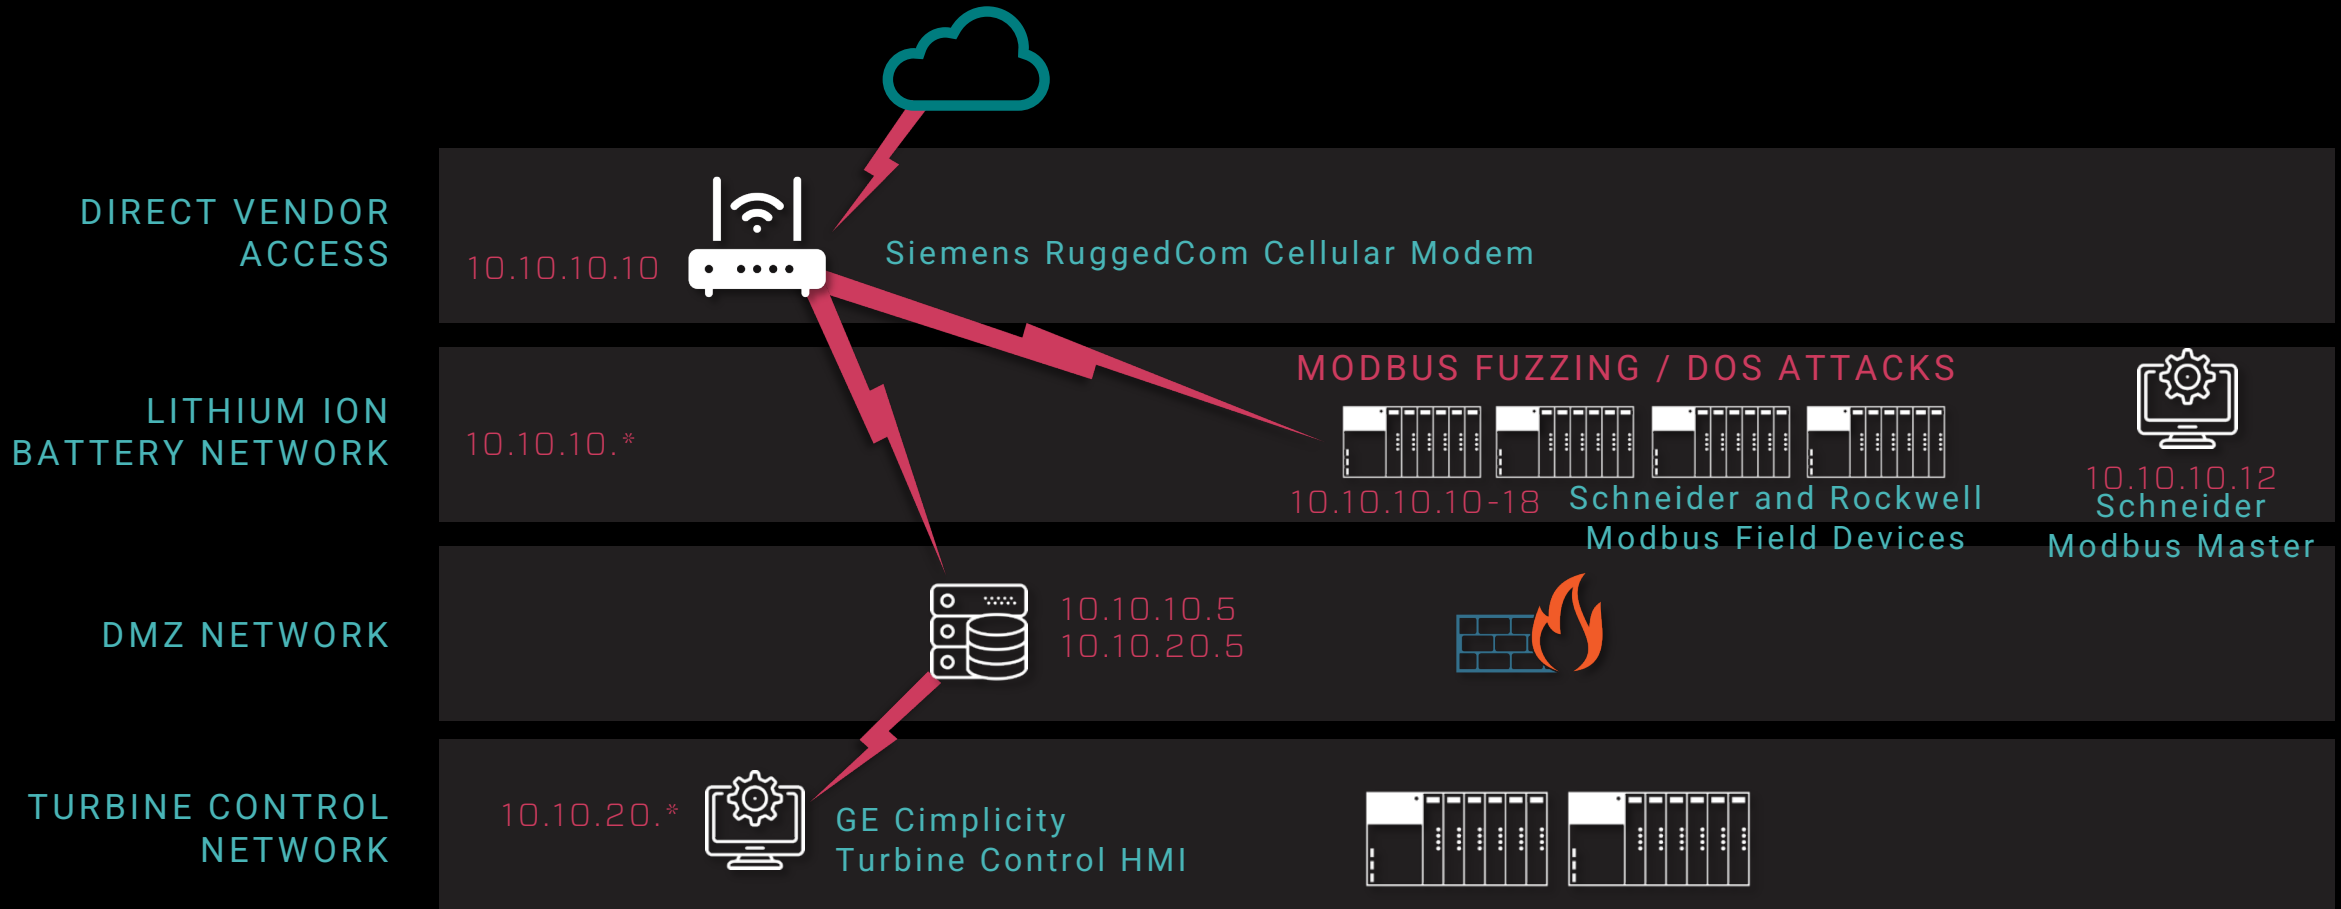 DIRECT VENDOR
ACCESS
10.10.10.10
Siemens RuggedCom Cellular Modem
LITHIUM ION
BATTERY NETWORK
10.10.10.*
MODBUS FUZZING / DOS ATTACKS
10.10.10.10-18
Schneider and Rockwell
Modbus Field Devices
10.10.10.12
Schneider
Modbus Master
DMZ NETWORK
10.10.10.5
10.10.20.5
TURBINE CONTROL
NETWORK
10.10.20.*
GE Cimplicity
Turbine Control HMI